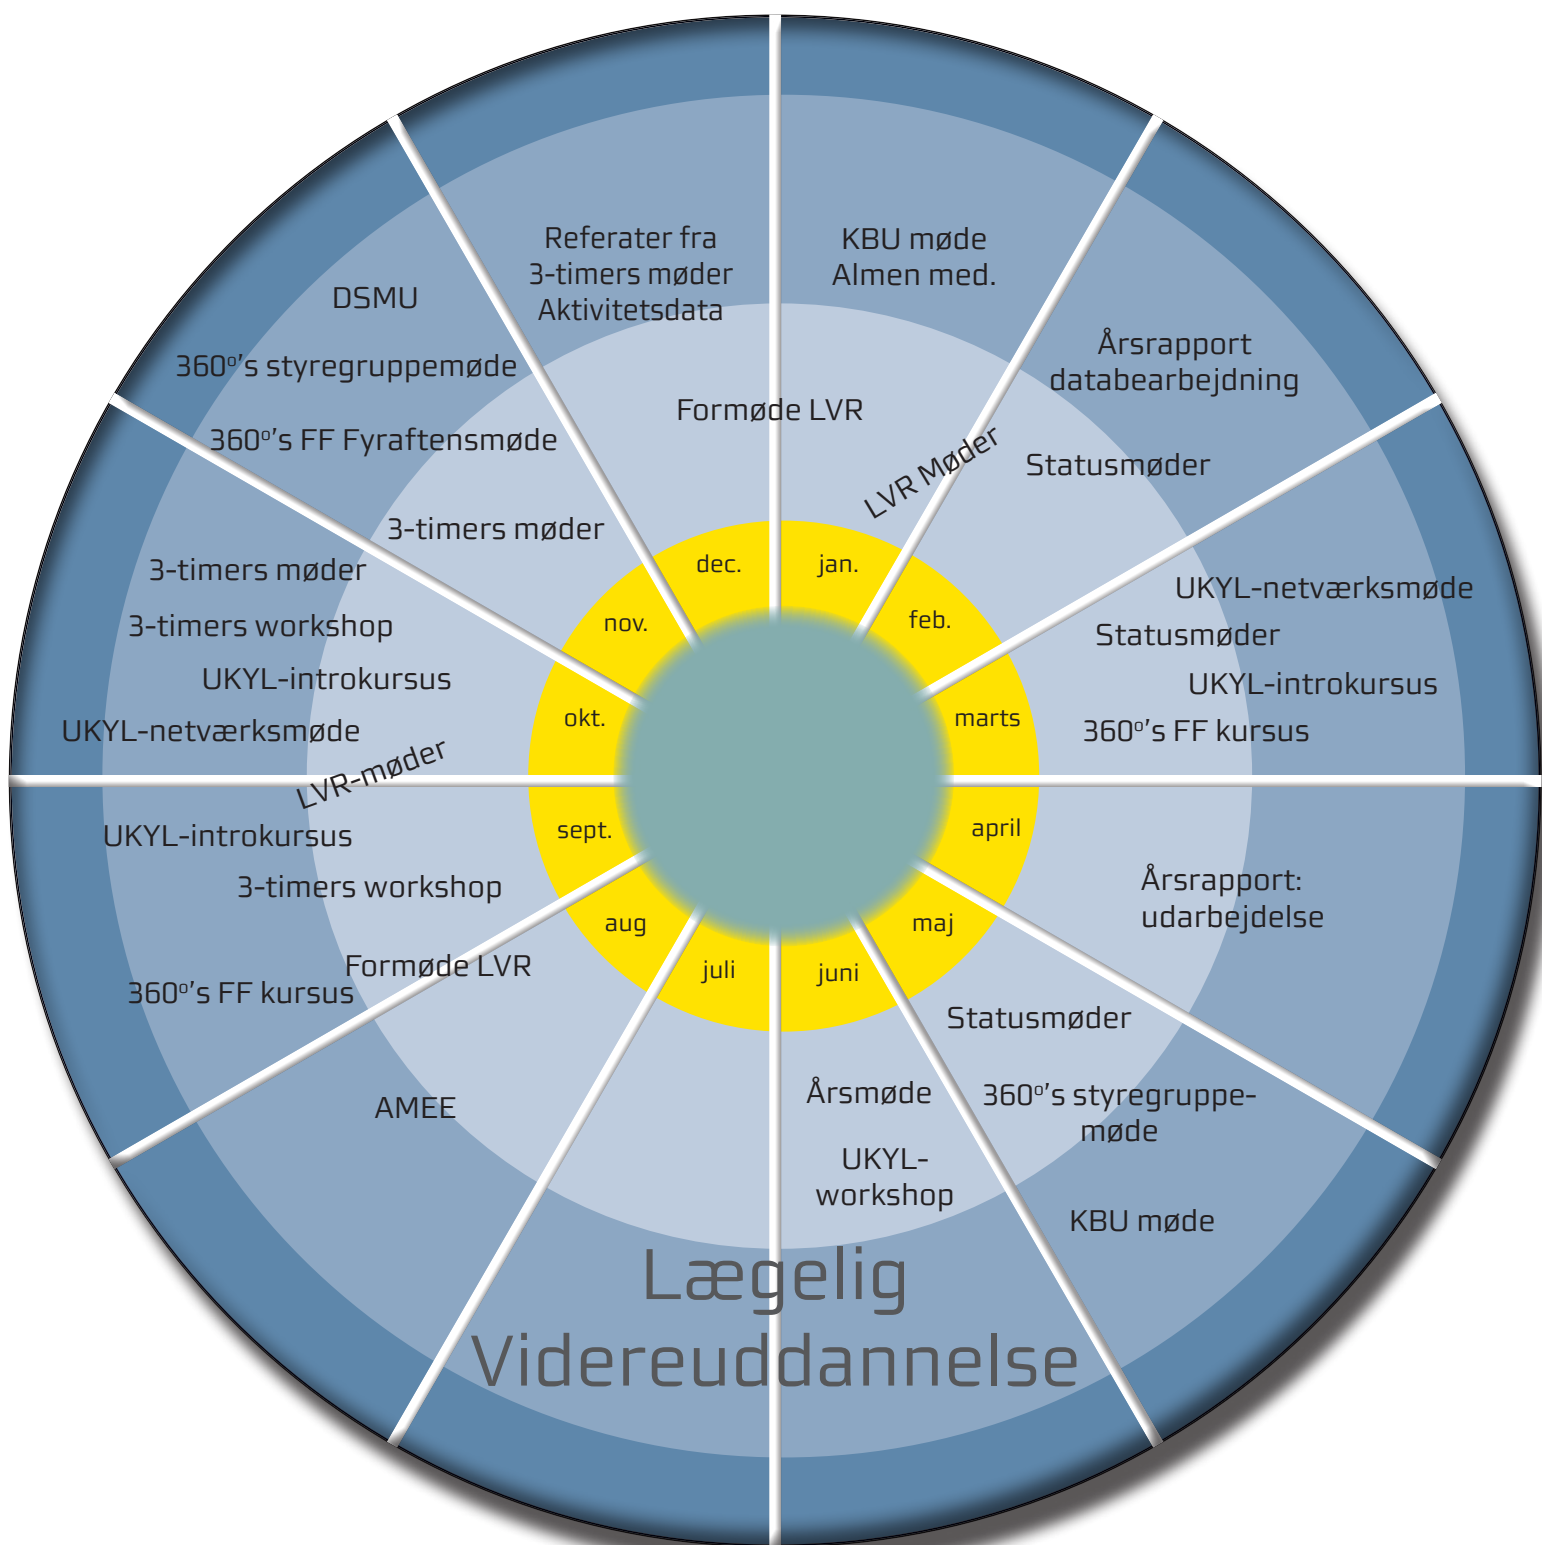 KBU møde
Almen med.
Formøde LVR
LVR Møder
jan.
Årsrapport
databearbejdning
Statusmøder
feb.
UKYL-netværksmøde
Statusmøder
UKYL-introkursus
360º's FF kursus
marts
april
Årsrapport:
udarbejdelse
maj
Statusmøder
360º's styregruppe-
møde
KBU møde
juni
Årsmøde
UKYL-
workshop
juli
aug
Formøde LVR
AMEE
sept.
LVR-møder
UKYL-introkursus
3-timers workshop
360º's FF kursus
okt.
3-timers møder
3-timers workshop
UKYL-introkursus
UKYL-netværksmøde
nov.
DSMU
360º's styregruppemøde
360º's FF Fyraftensmøde
3-timers møder
dec.
Referater fra
3-timers møder
Aktivitetsdata
Lægelig
Videreuddannelse